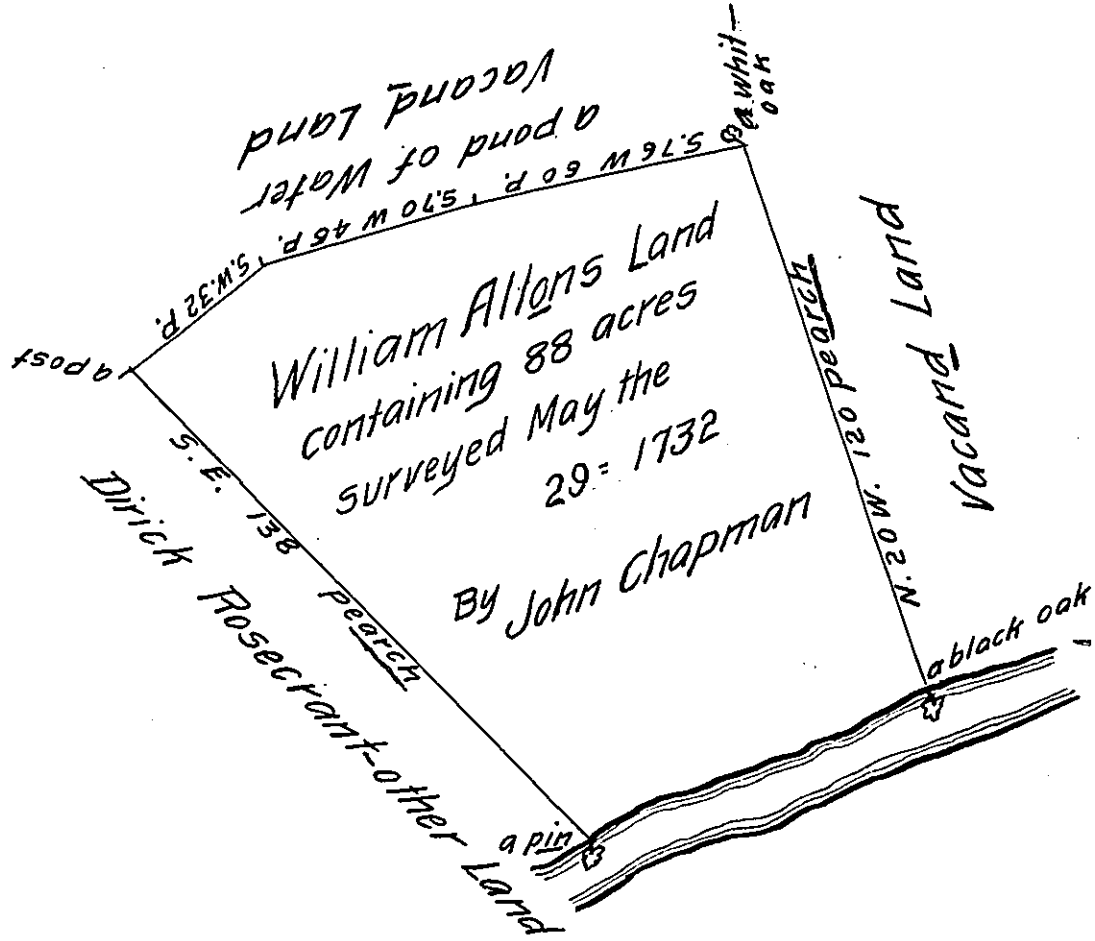 Vacand Land
a pond of Water
a whit-
oak
S.76 W 60 P.
S.70 W 45 P.
S.W. 32 P.
a post
William Allons Land
containing 88 acres
surveyed May the
29= 1732
By John Chapman
N. 20 W. 120 pearch
Vacand Land
S. E. 138 pearch
Dirick Rosecrant-other Land
a pin
a black oak